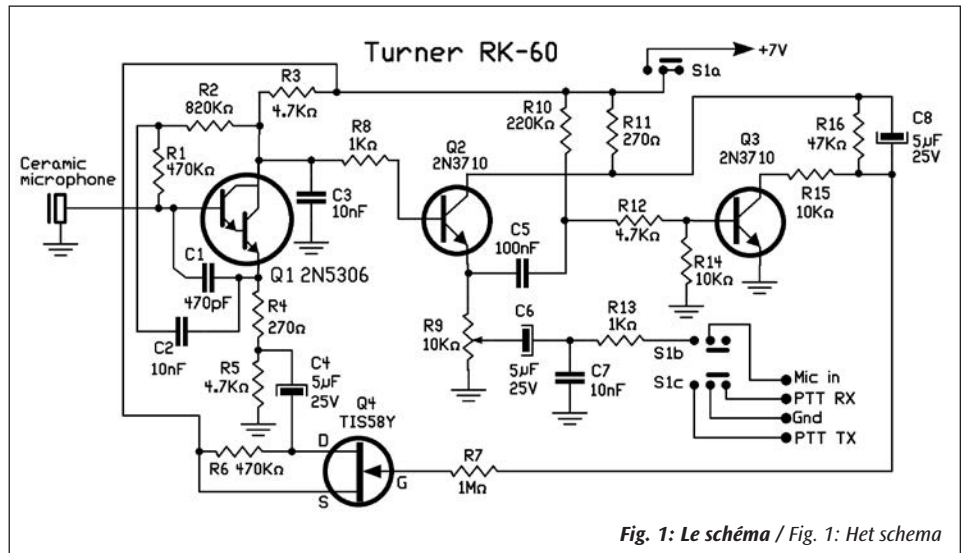 Turner RK-60
+7V
S1a
R3
4.7KΩ
R2
820KΩ
R10
220KΩ
R11
270Ω
R16
47KΩ
C8
5µF
25V
R8
1KΩ
Q2
2N3710
Q3
2N3710
R1
470KΩ
Ceramic
microphone
C3
10nF
R15
10KΩ
C5
100nF
R12
4.7KΩ
R14
10KΩ
Q1 2N5306
C1
470pF
R4
270Ω
C2
10nF
R9
10KΩ
C6
5µF
25V
R13
1KΩ
C7
10nF
S1b
S1c
Mic in
PTT RX
Gnd
PTT TX
R5
4.7KΩ
C4
5µF
25V
Q4
TIS58Y
D
S
G
R6 470KΩ
R7
1MΩ
Fig. 1: Le schéma / Fig. 1: Het schema